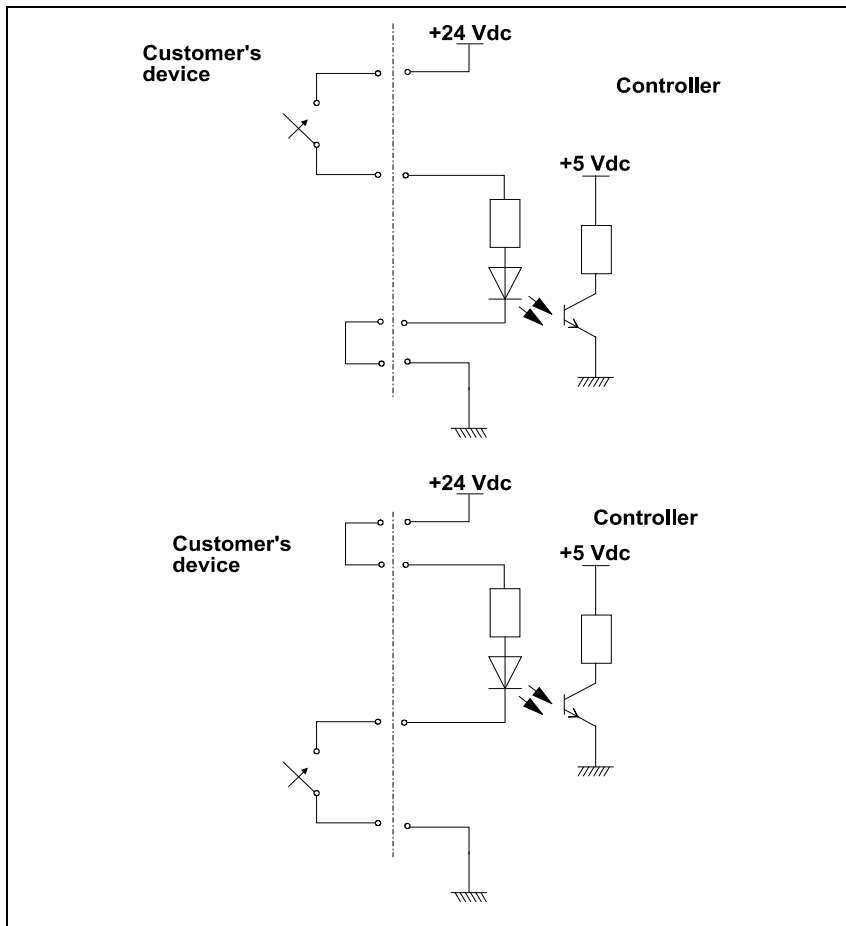 +24 Vdc
Customer's
device
Controller
+5 Vdc
+24 Vdc
Controller
Customer's
device
+5 Vdc